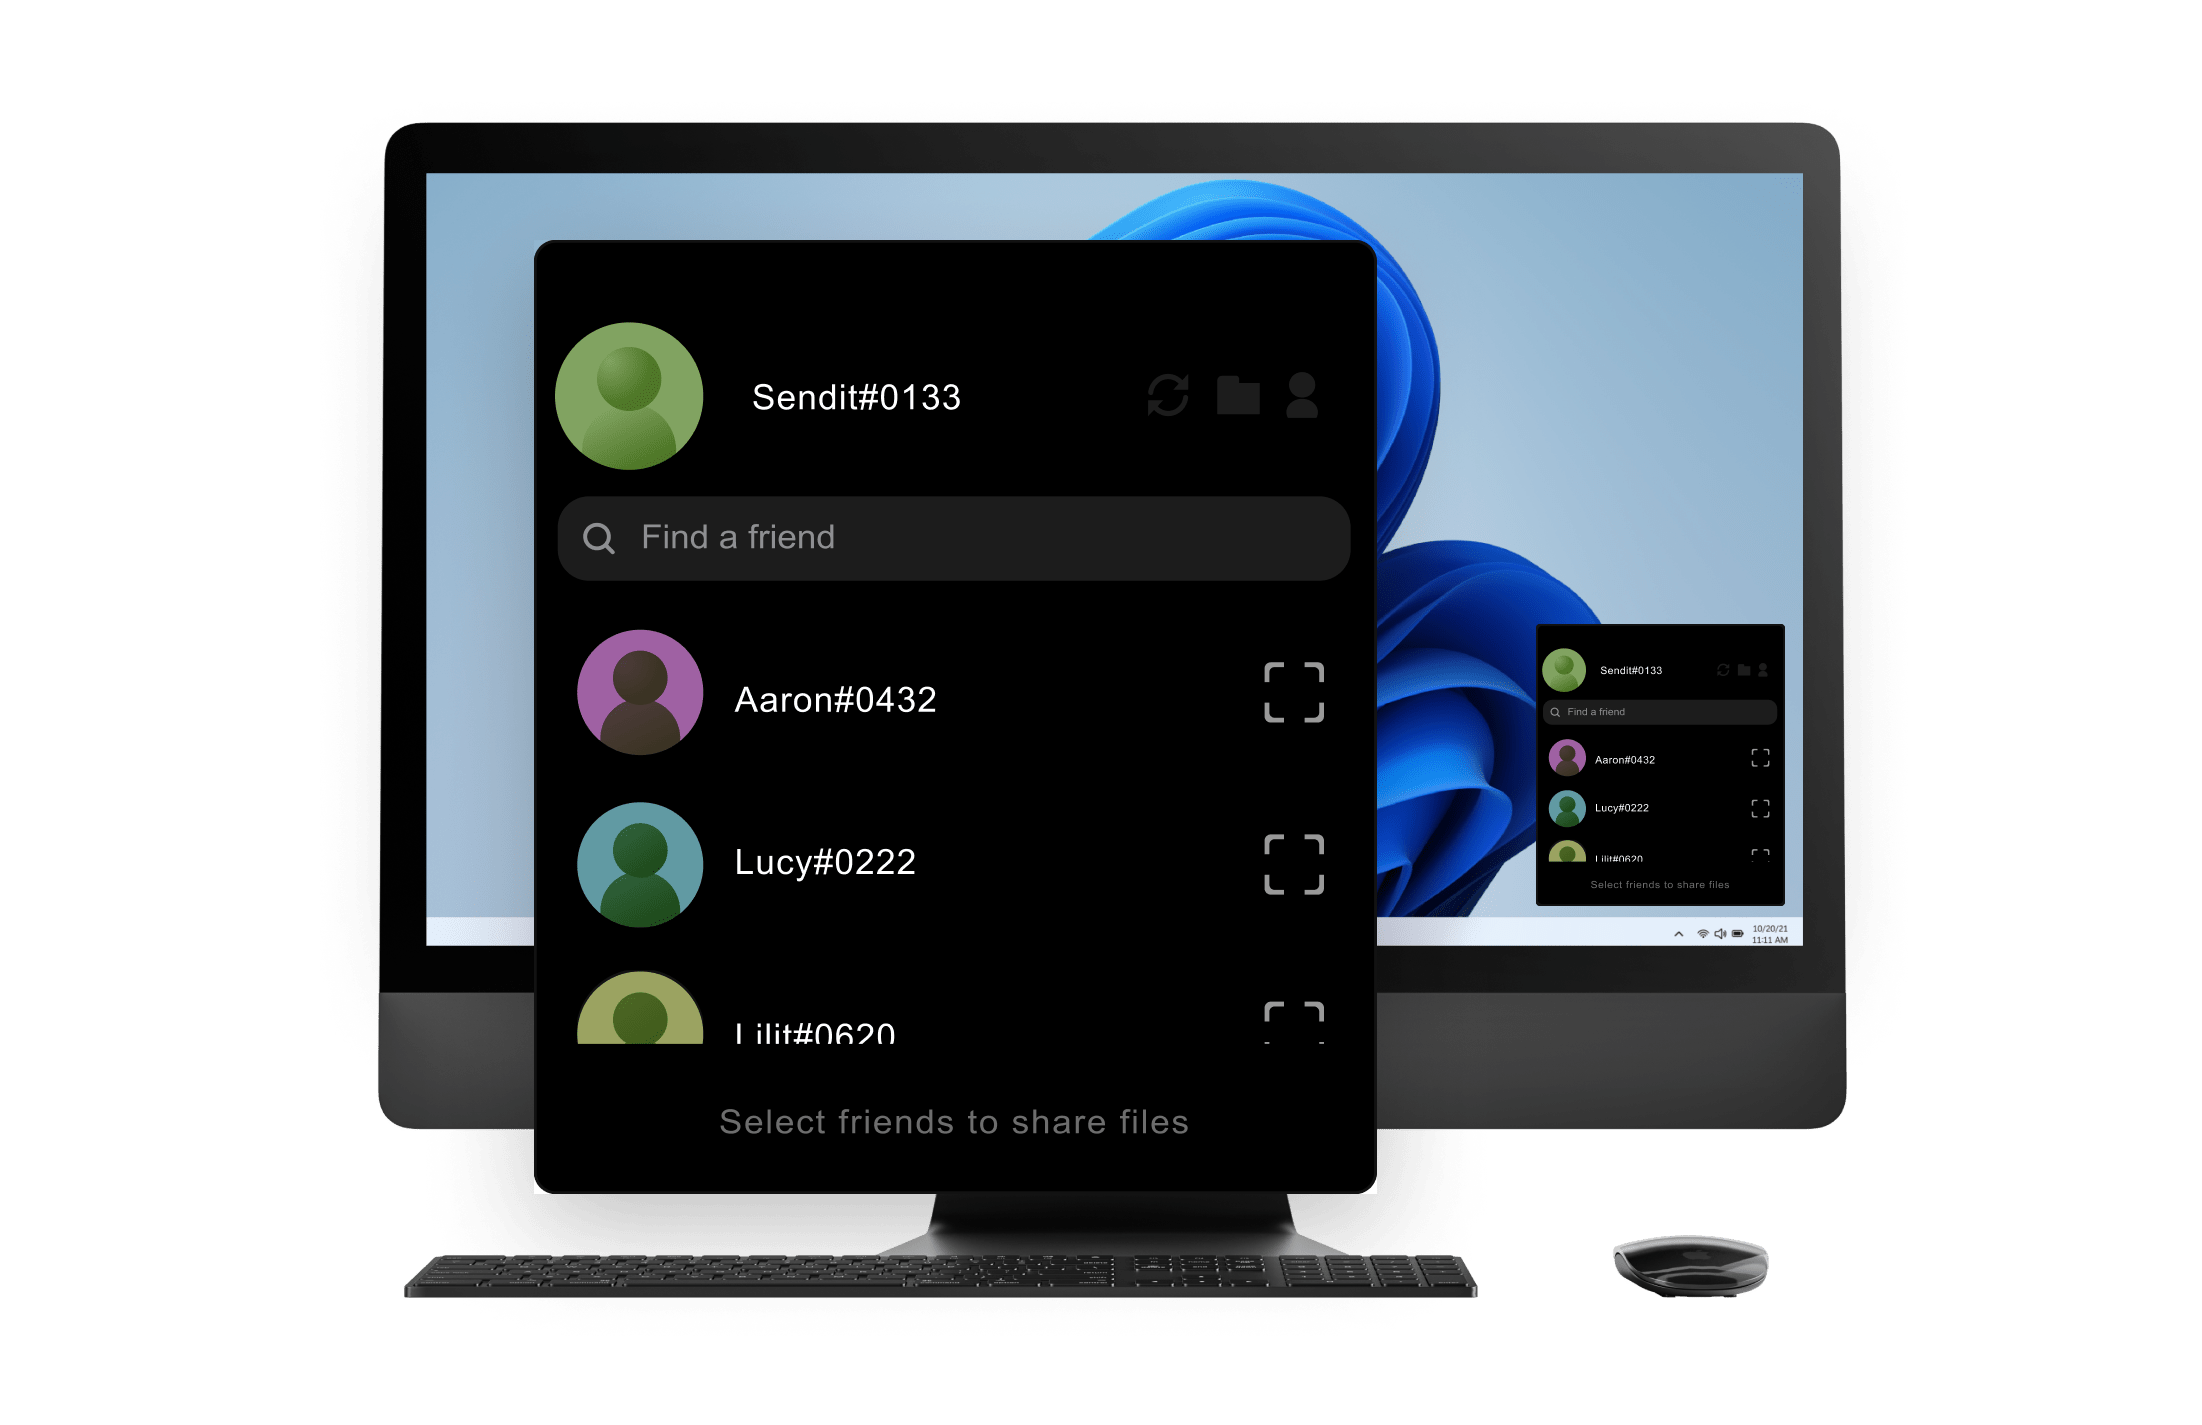 Sendit#0133
Find a friend
Aaron#0432
Lucy#0222
Lilit#0620
Select friends to share files
Sendit#0133
Find a friend
Aaron#0432
Lucy#0222
Lilit#0620
Select friends to share files
10/20/21
11:11 AM